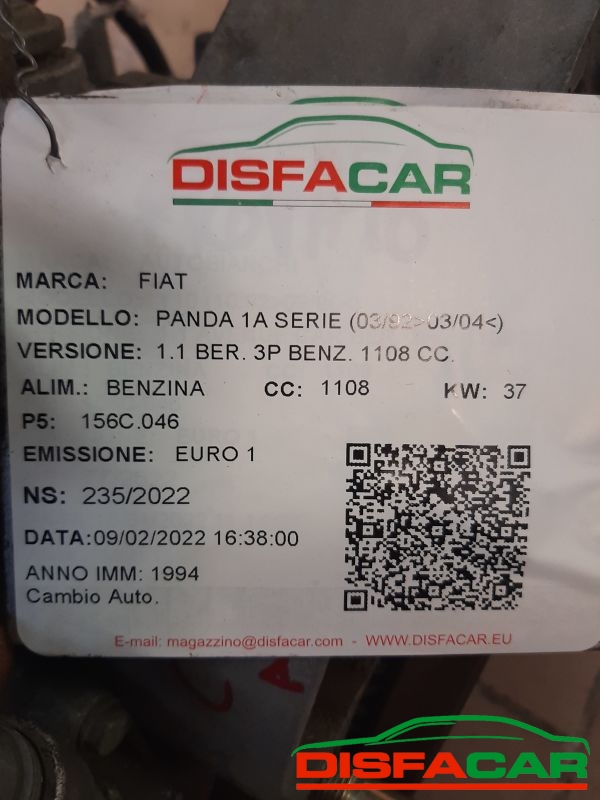 DISFACAR
MARCA: FIAT
MODELLO: PANDA 1A SERIE (03/92>03/04<)
VERSIONE: 1.1 BER. 3P BENZ. 1108 CC.
ALIM.: BENZINA CC: 1108 KW: 37
P5: 156C.046
EMISSIONE: EURO 1
NS: 235/2022
DATA:09/02/2022 16:38:00
ANNO IMM: 1994
Cambio Auto.
E-mail: magazzino@disfacar.com - WWW.DISFACAR.EU
DISFACAR